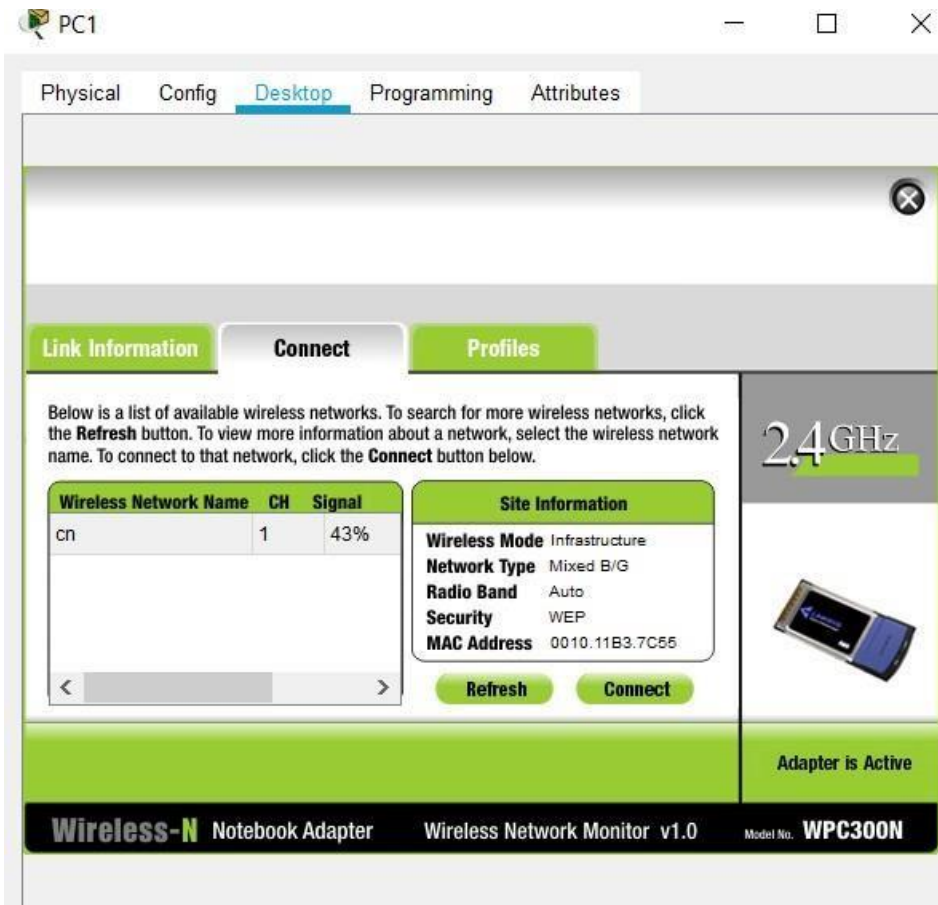 PC1
Physical Config Desktop Programming Attributes
Link Information Connect Profiles
Below is a list of available wireless networks. To search for more wireless networks, click
the Refresh button. To view more information about a network, select the wireless network
name. To connect to that network, click the Connect button below.
2.4GHz
Wireless Network Name CH Signal
cn 1 43%
Site Information
Wireless Mode Infrastructure
Network Type Mixed B/G
Radio Band Auto
Security WEP
MAC Address 0010.11B3.7C55
Refresh Connect
Adapter is Active
Wireless-N Notebook Adapter Wireless Network Monitor v1.0 Model No. WPC300N